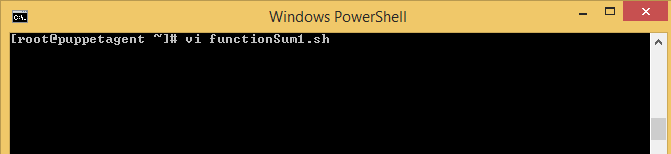 Windows PowerShell
[root@puppetagent ~]# vi functionSum1.sh